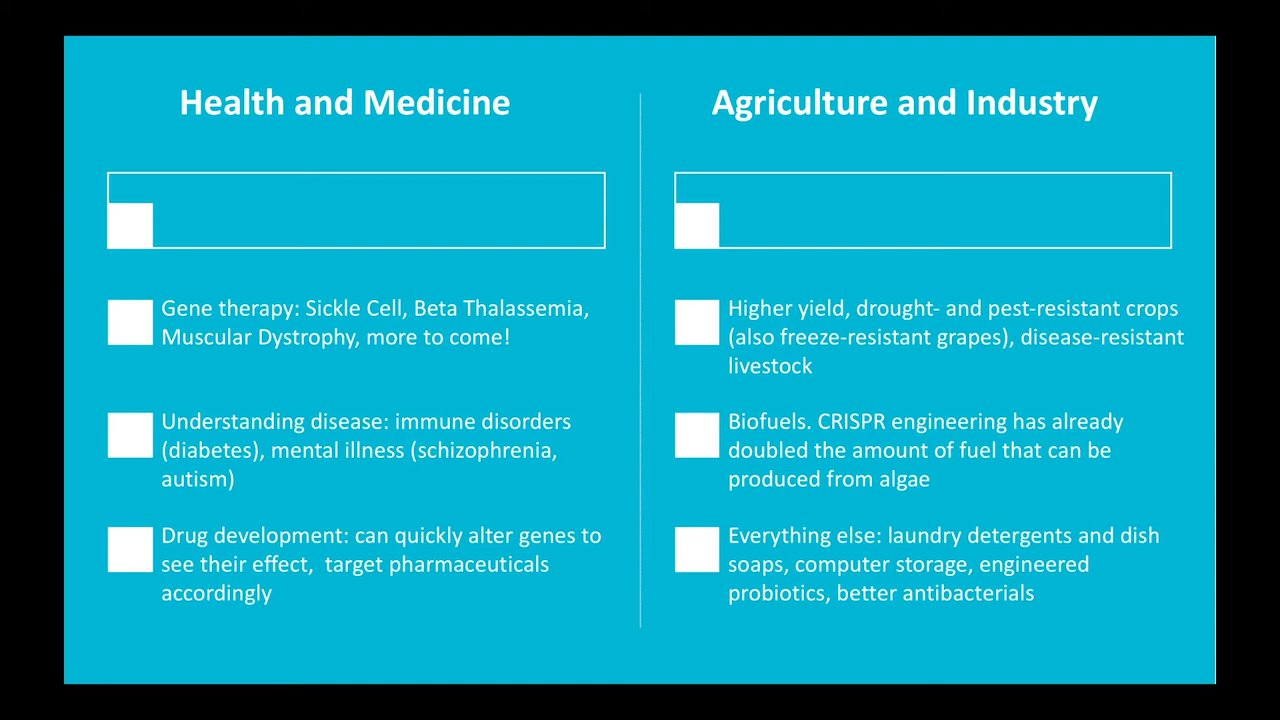 Health and Medicine
Gene therapy: Sickle Cell, Beta Thalassemia,
Muscular Dystrophy, more to come!
Understanding disease: immune disorders
(diabetes), mental illness (schizophrenia,
autism)
Drug development: can quickly alter genes to
see their effect,  target pharmaceuticals
accordingly
Agriculture and Industry
Higher yield, drought- and pest-resistant crops
(also freeze-resistant grapes), disease-resistant
livestock
Biofuels. CRISPR engineering has already
doubled the amount of fuel that can be
produced from algae
Everything else: laundry detergents and dish
soaps, computer storage, engineered
probiotics, better antibacterials